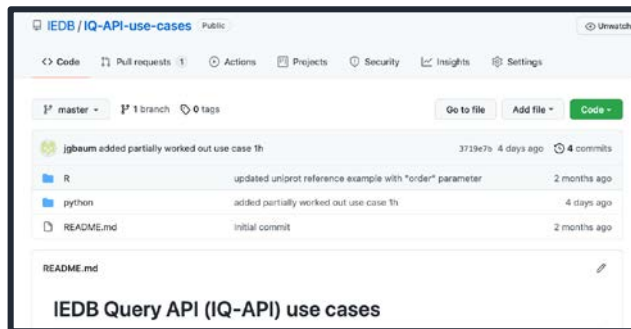 IEDB / IQ-API-use-cases Public
Unwatch
Code Pull requests 1 Actions Projects Security Insights Settings
master 1 branch 0 tags Go to file Add file Code
jgbaum added partially worked out use case 1h 3719e7b 4 days ago 4 commits
R updated uniprot reference example with "order" parameter 2 months ago
python added partially worked out use case 1h 4 days ago
README.md Initial commit 2 months ago
README.md
IEDB Query API (IQ-API) use cases